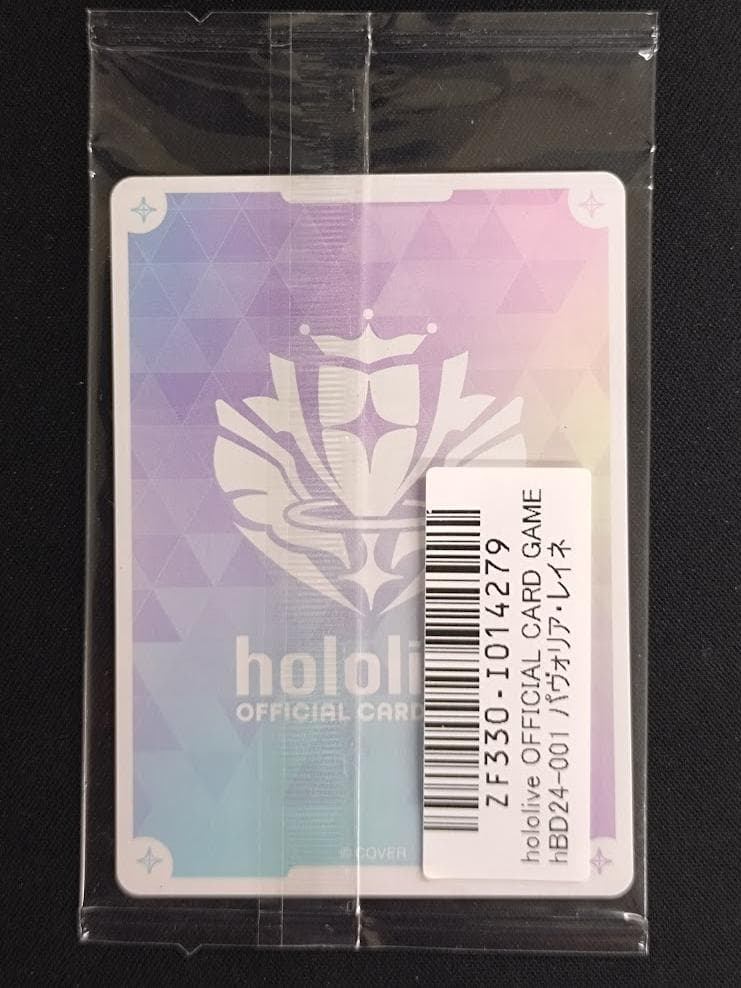 hololi
OFFICIAL CARD
© COVER
ZF330-I014279
hololive OFFICIAL CARD GAME
hBD24-001 パヴォリア・レイネ